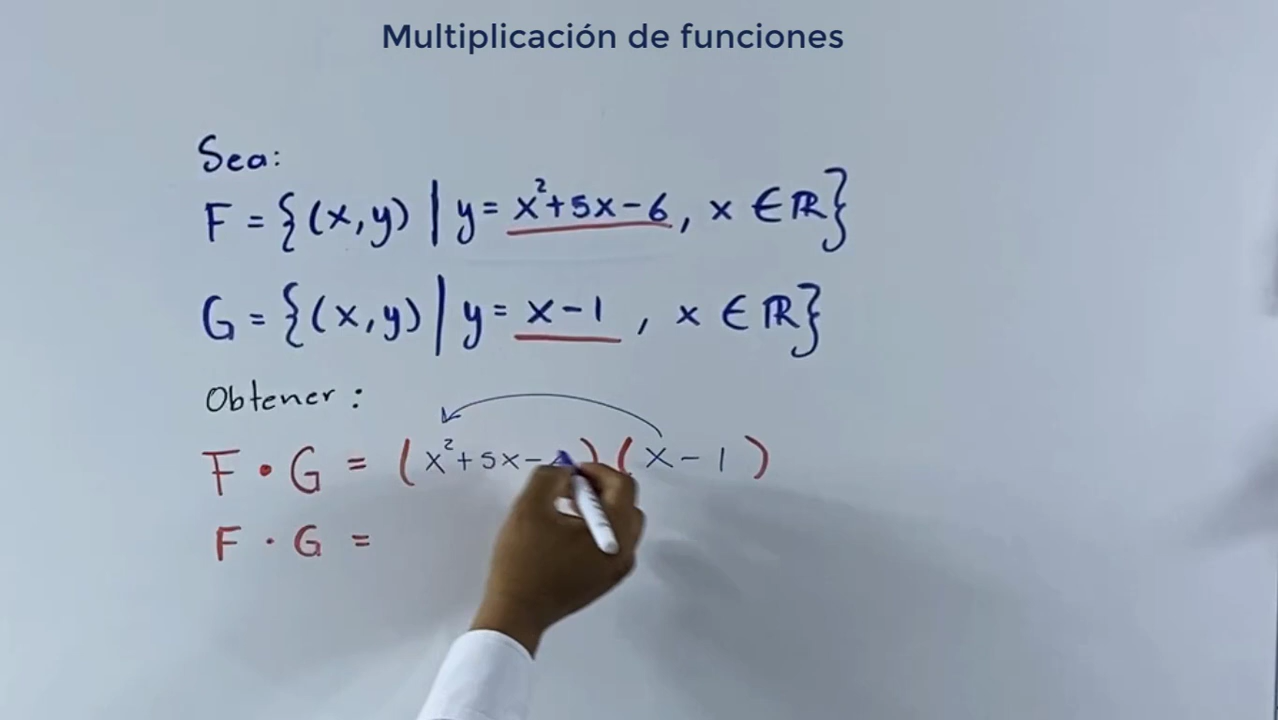 Multiplicación de funciones
Sea:
F = {(x,y) | y = x²+5x-6, x ∈ ℝ}
G = {(x,y) | y = x-1, x ∈ ℝ}
Obtener:
F • G = (x²+5x- )(x-1)
F · G =